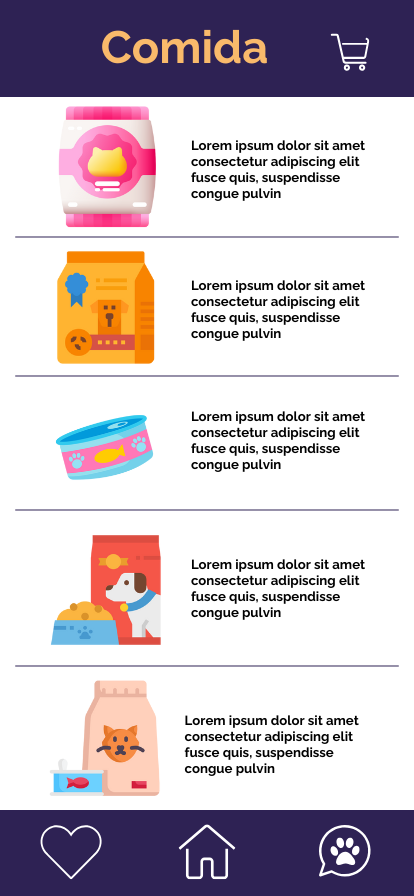 Comida
Lorem ipsum dolor sit amet
consectetur adipiscing elit
fusce quis, suspendisse
congue pulvin
Lorem ipsum dolor sit amet
consectetur adipiscing elit
fusce quis, suspendisse
congue pulvin
Lorem ipsum dolor sit amet
consectetur adipiscing elit
fusce quis, suspendisse
congue pulvin
Lorem ipsum dolor sit amet
consectetur adipiscing elit
fusce quis, suspendisse
congue pulvin
Lorem ipsum dolor sit amet
consectetur adipiscing elit
fusce quis, suspendisse
congue pulvin